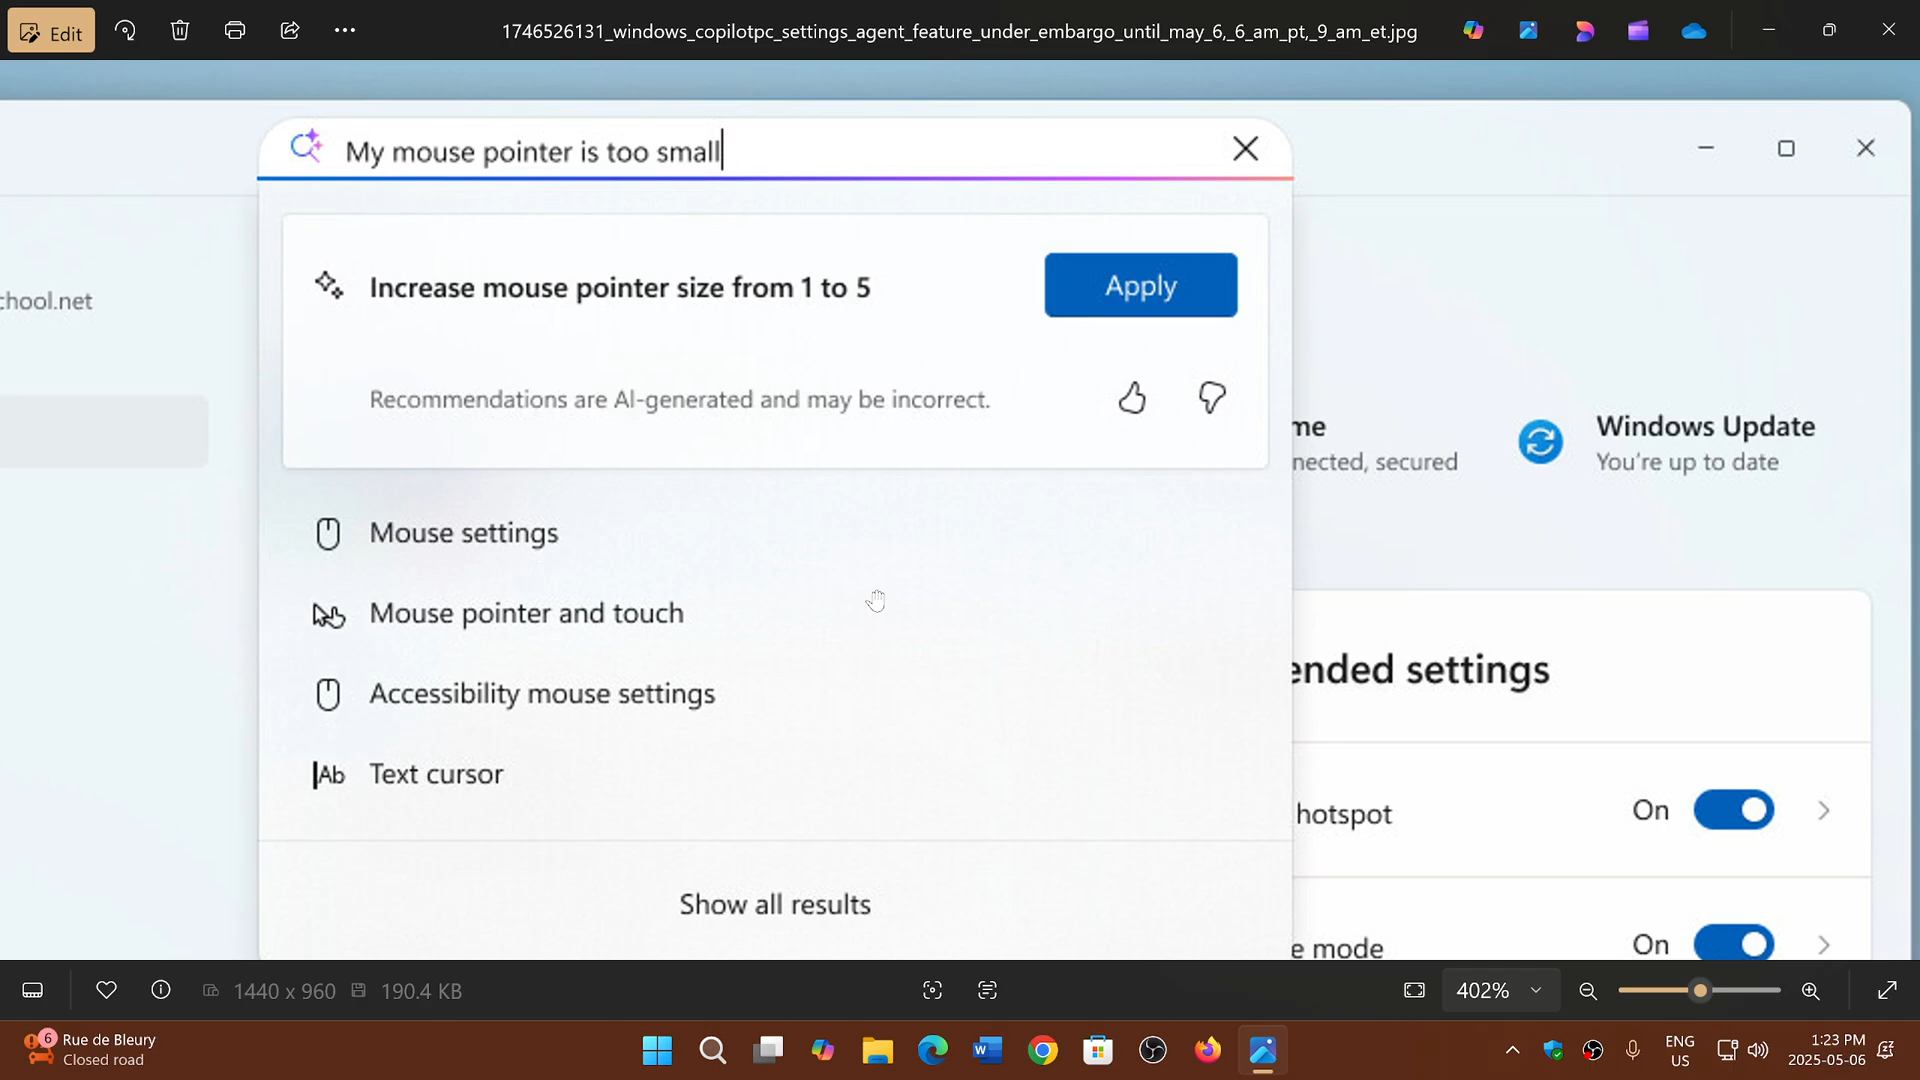 Edit
1746526131_windows_copilotpc_settings_agent_feature_under_embargo_until_may_6,_6_am_pt,_9_am_et.jpg
My mouse pointer is too small
Increase mouse pointer size from 1 to 5
Apply
Recommendations are AI-generated and may be incorrect.
chool.net
me
nected, secured
Windows Update
You're up to date
Mouse settings
Mouse pointer and touch
Accessibility mouse settings
Ab
Text cursor
Show all results
ended settings
hotspot
On
e mode
On
1440 x 960
190.4 KB
402%
6
Rue de Bleury
Closed road
W
ENG
US
1:23 PM
2025-05-06